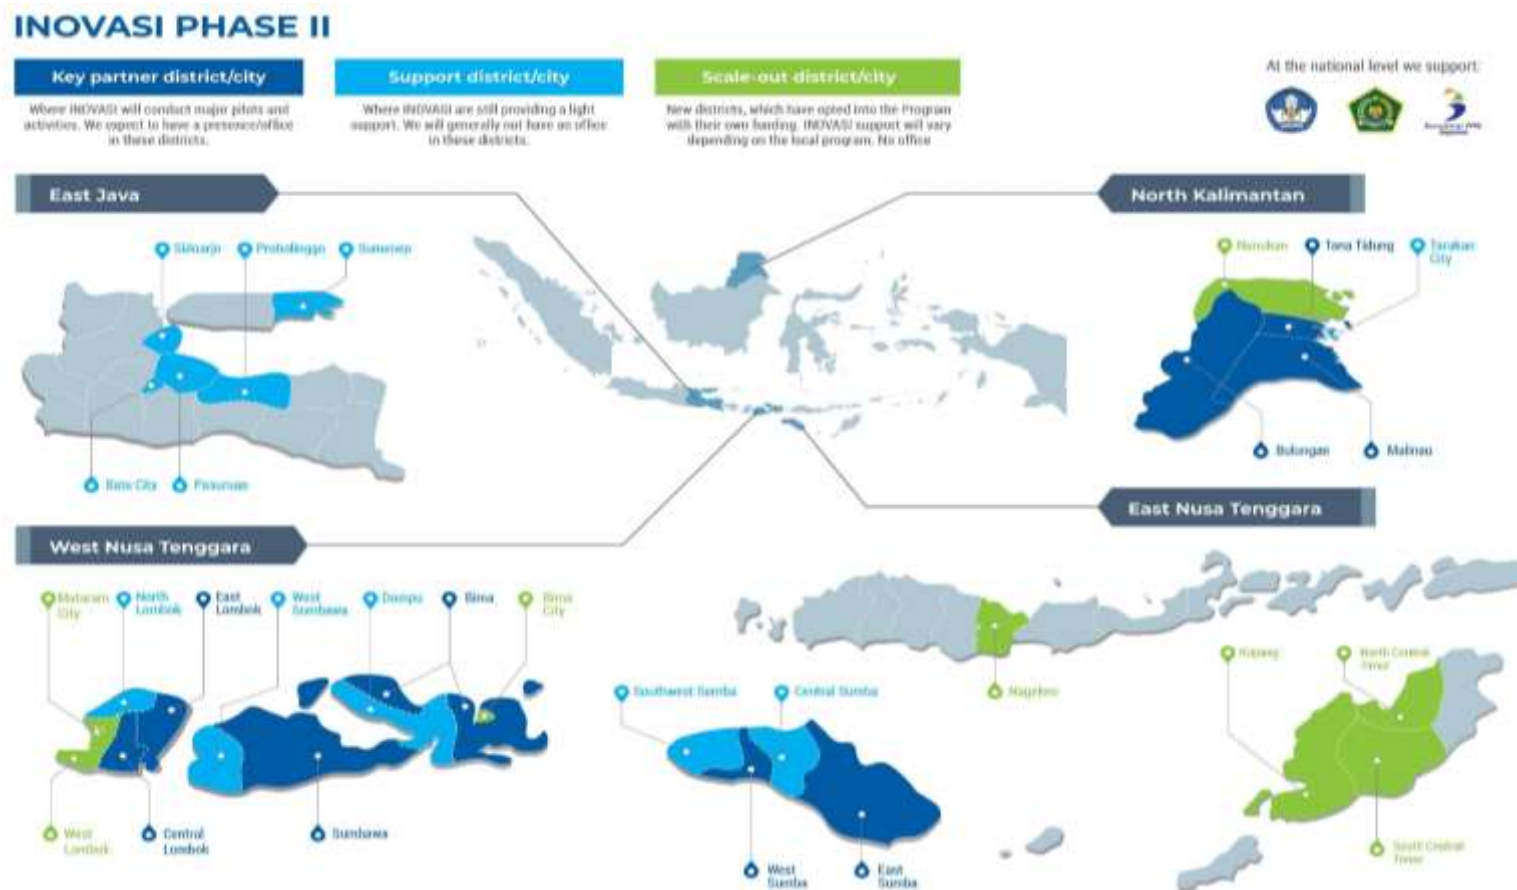 INOVASI PHASE II
Key partner district/city
Where INOVASI will conduct major pilots and
activities. We expect to have a presence/office
in these districts.
Support district/city
Where INOVASI are still providing a light
support. We will generally not have an office
in these districts.
Scale-out district/city
New districts, which have opted into the Program
with their own funding. INOVASI support will vary
depending on the local program. No office
At the national level we support:
East Java
Sidoarjo
Probolinggo
Sumenep
Batu City
Pasuruan
North Kalimantan
Nunukan
Tana Tidung
Tarakan
City
Bulungan
Malinau
West Nusa Tenggara
Mataram
City
North
Lombok
East
Lombok
West
Sumbawa
Dompu
Bima
Bima
City
West
Lombok
Central
Lombok
Sumbawa
East Nusa Tenggara
Nagekeo
Southwest Sumba
Central Sumba
West
Sumba
East
Sumba
Kupang
North Central
Timor
South Central
Timor